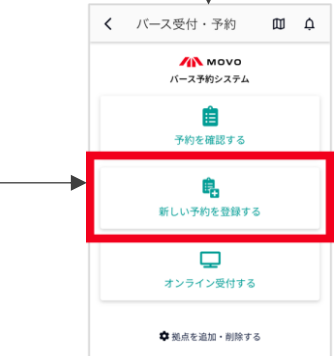 バース受付・予約
MOVO
バース予約システム
予約を確認する
新しい予約を登録する
オンライン受付する
拠点を追加・削除する